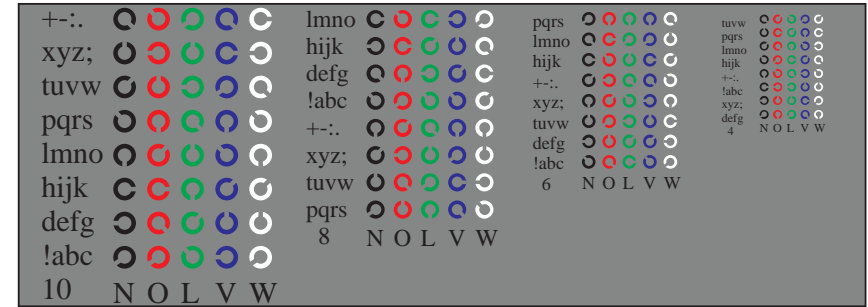 +-:.
xyz;
tuvw
pqrs
lmno
hijk
defg
!abc
10 N O L V W
lmno
hijk
defg
!abc
+-:.
xyz;
tuvw
pqrs
8 N O L V W
pqrs
lmno
hijk
+-:.
xyz;
tuvw
defg
!abc
6 N O L V W
tuvw
pqrs
lmno
hijk
+-:.
!abc
xyz;
defg
4 N O L V W